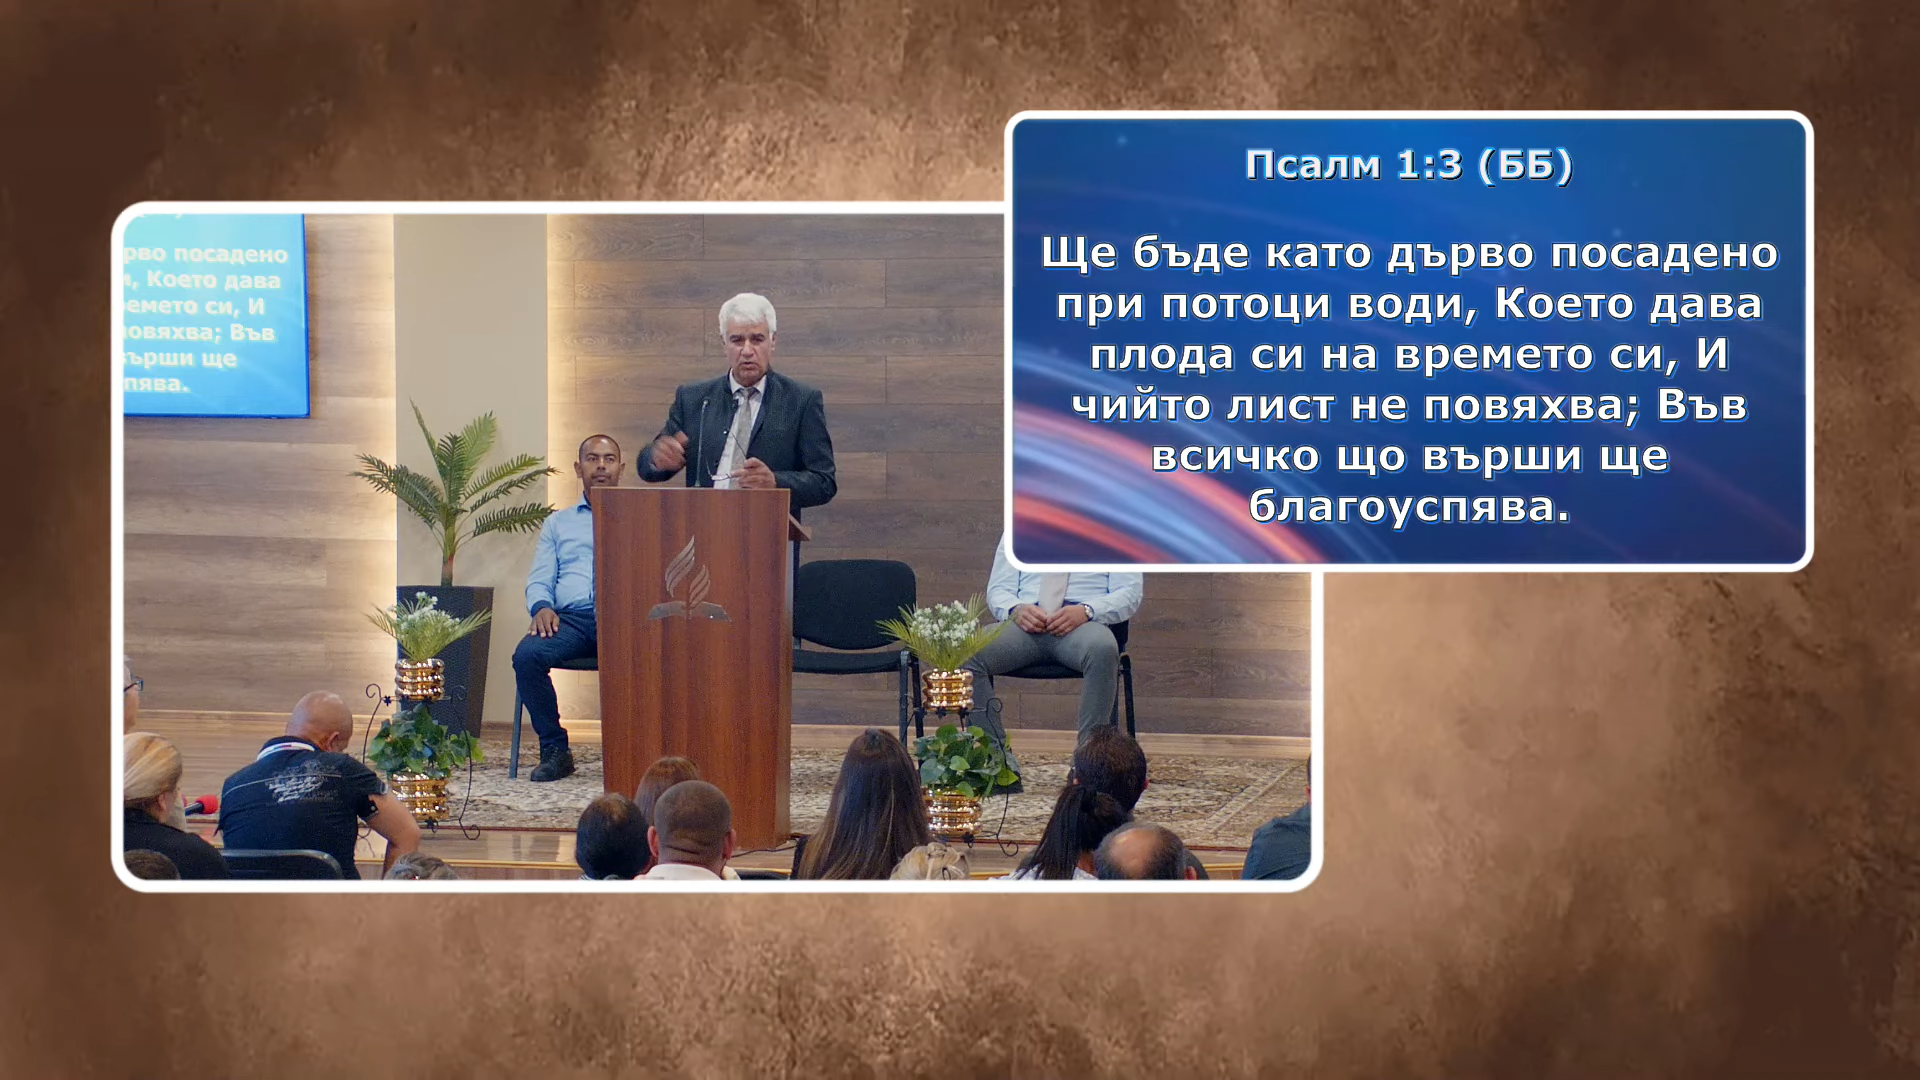 Псалм 1:3 (ББ)
Ще бъде като дърво посадено
при потоци води, Което дава
плода си на времето си, И
чийто лист не повяхва; Във
всичко що върши ще
благоуспява.
рво посадено
, Което дава
ремето си, И
овяхва; Във
върши ще
пява.